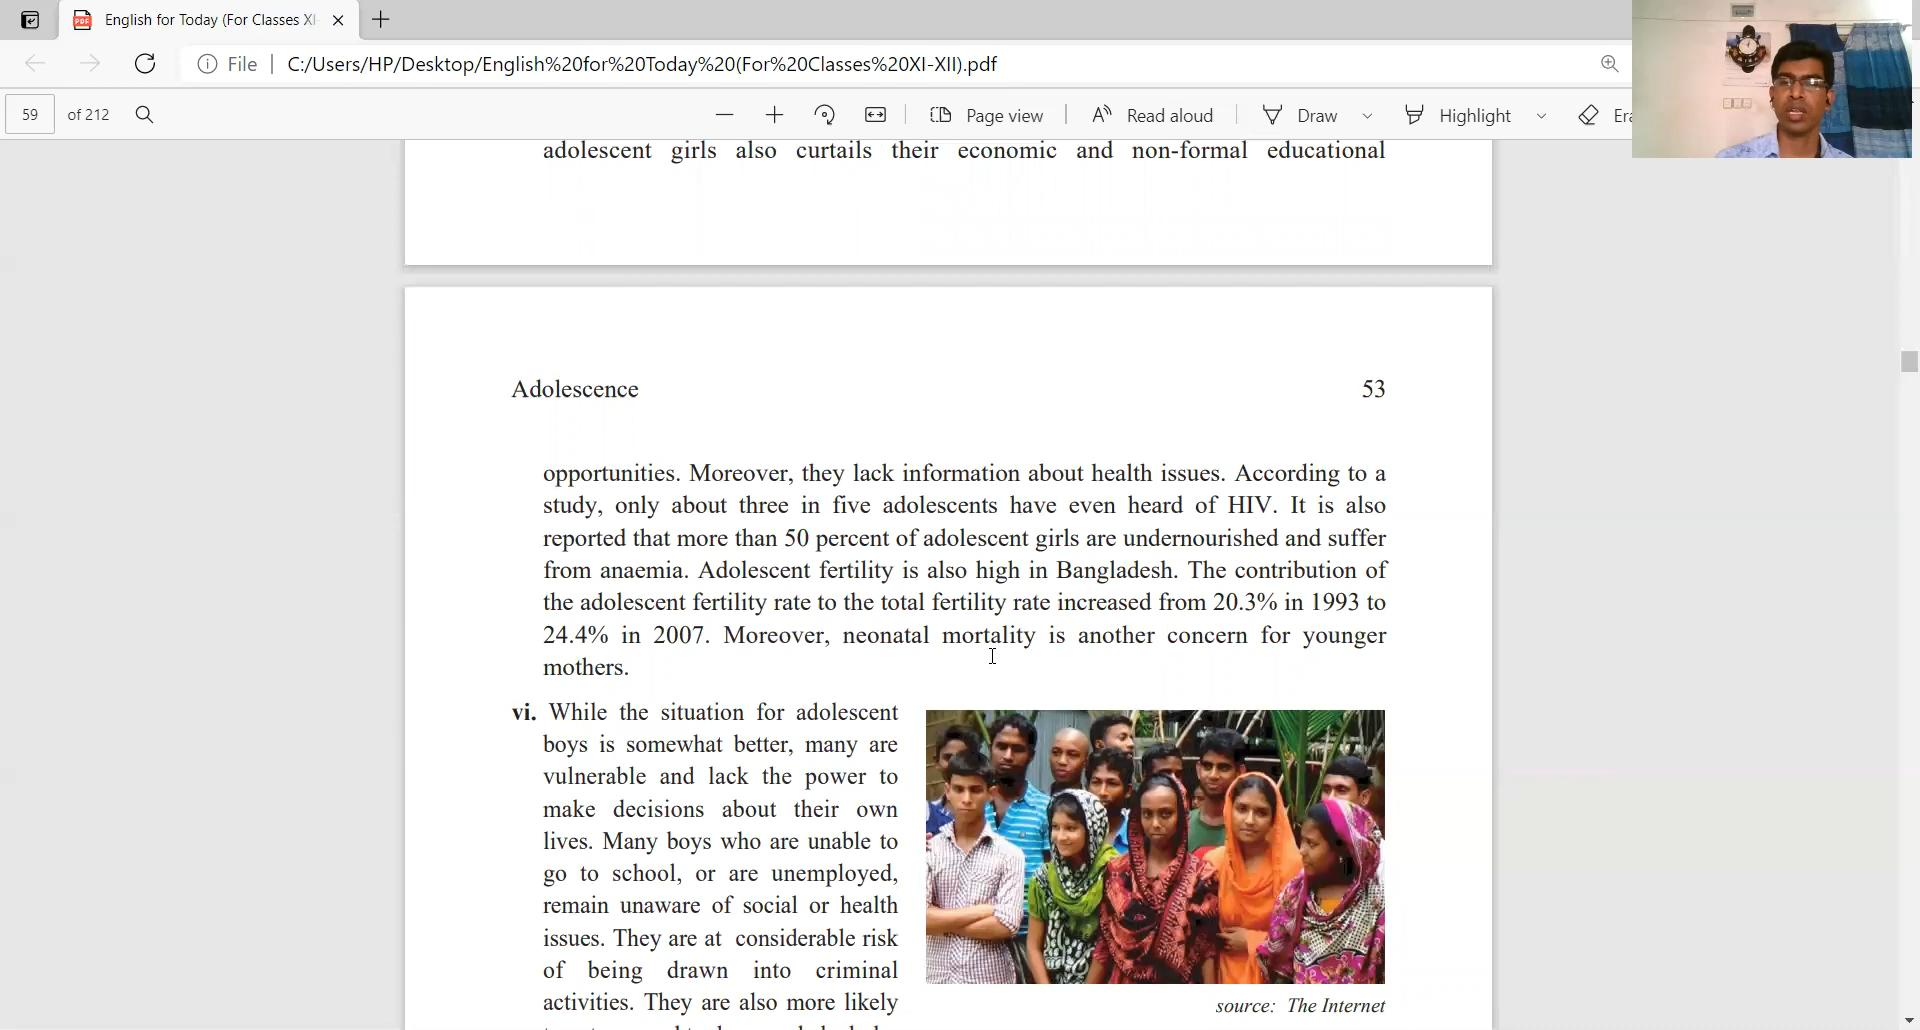 English for Today (For Classes XI-
File
C:/Users/HP/Desktop/English%20for%20Today%20(For%20Classes%20XI-XII).pdf
59 of 212
Page view
Read aloud
Draw
Highlight
adolescent girls also curtails their economic and non-formal educational
Adolescence 53
opportunities. Moreover, they lack information about health issues. According to a
study, only about three in five adolescents have even heard of HIV. It is also
reported that more than 50 percent of adolescent girls are undernourished and suffer
from anaemia. Adolescent fertility is also high in Bangladesh. The contribution of
the adolescent fertility rate to the total fertility rate increased from 20.3% in 1993 to
24.4% in 2007. Moreover, neonatal mortality is another concern for younger
mothers.
vi. While the situation for adolescent
boys is somewhat better, many are
vulnerable and lack the power to
make decisions about their own
lives. Many boys who are unable to
go to school, or are unemployed,
remain unaware of social or health
issues. They are at considerable risk
of being drawn into criminal
activities. They are also more likely
source: The Internet